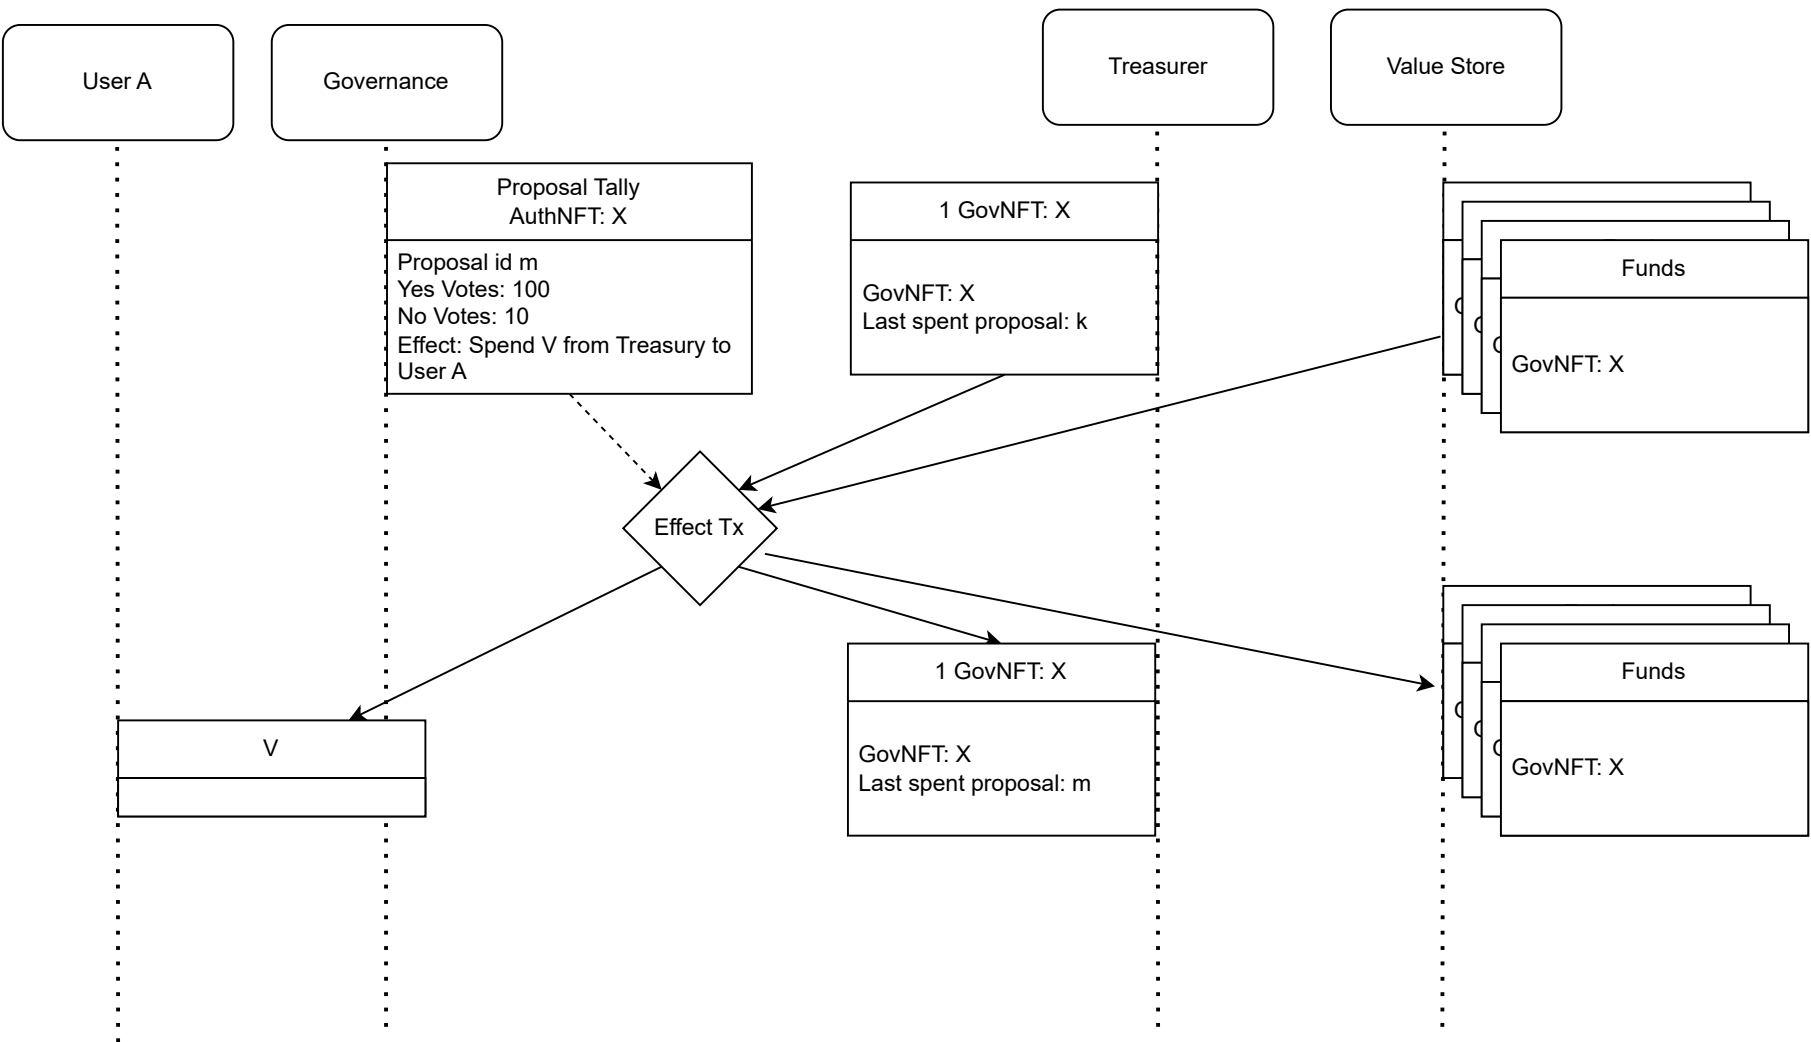 User A
Governance
Treasurer
Value Store
Proposal Tally
AuthNFT: X
Proposal id m
Yes Votes: 100
No Votes: 10
Effect: Spend V from Treasury to
User A
1 GovNFT: X
GovNFT: X
Last spent proposal: k
Funds
GovNFT: X
Effect Tx
V
1 GovNFT: X
GovNFT: X
Last spent proposal: m
Funds
GovNFT: X